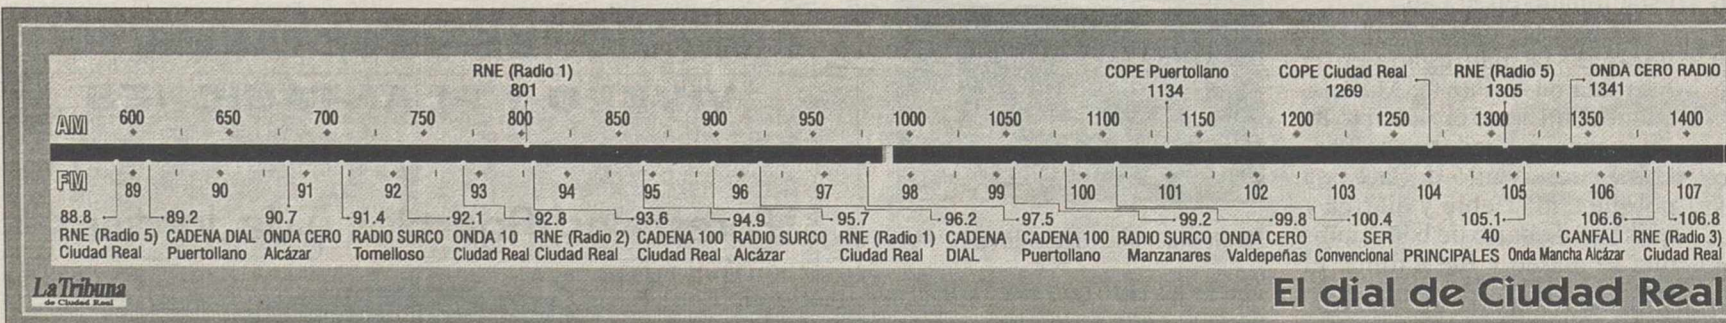 RNE (Radio 1) COPE Puertollano COPE Ciudad Real RNE (Radio 5) ONDA CERO RADIO
801 1134 1269 1305 1341
AM 600 650 700 750 800 850 900 950 1000 1050 1100 1150 1200 1250 1300 1350 1400
FM 89 90 91 92 93 94 95 96 97 98 99 100 101 102 103 104 105 106 107
88.8 89.2 90.7 91.4 92.1 92.8 93.6 94.9 95.7 96.2 97.5 99.2 99.8 100.4 105.1 106.6 106.8
RNE (Radio 5) CADENA DIAL ONDA CERO RADIO SURCO ONDA 10 RNE (Radio 2) CADENA 100 RADIO SURCO RNE (Radio 1) CADENA CADENA 100 RADIO SURCO ONDA CERO SER 40 CANFALI RNE (Radio 3)
Ciudad Real Puertollano Alcázar Tomelloso Ciudad Real Ciudad Real Ciudad Real Alcázar Ciudad Real DIAL Puertollano Manzanares Valdepeñas Convencional PRINCIPALES Onda Mancha Alcázar Ciudad Real
La Tribuna
de Ciudad Real
El dial de Ciudad Real